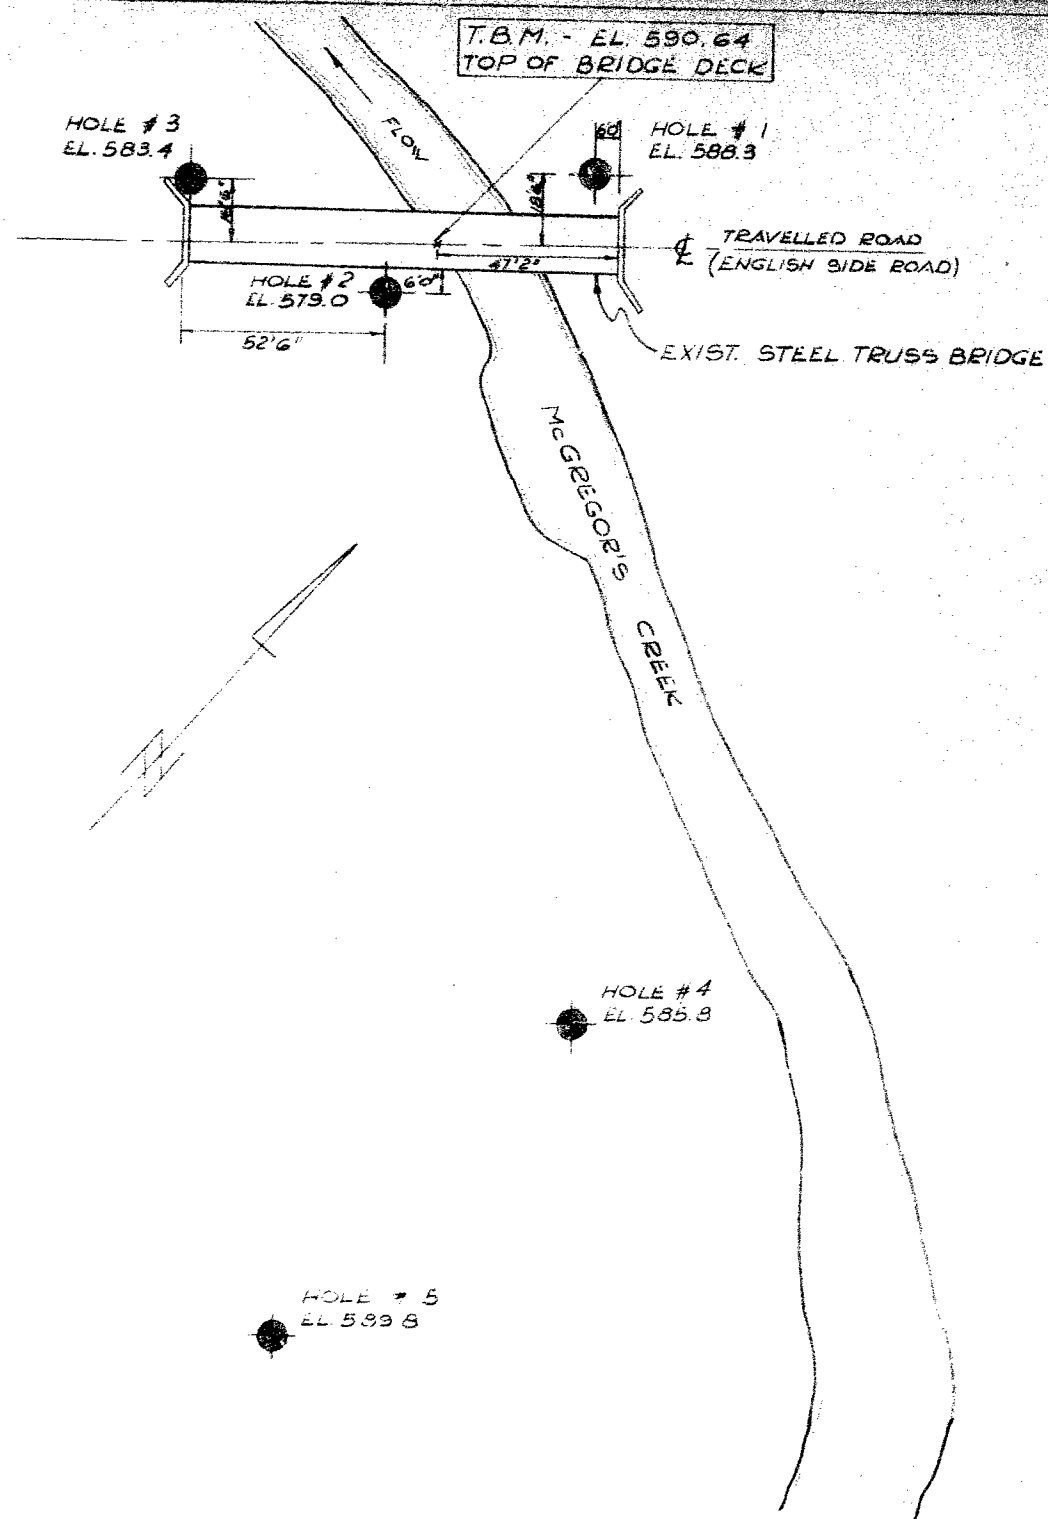 T.B.M. - EL. 590.64
TOP OF BRIDGE DECK
HOLE # 3
EL. 583.4
FLOW
60"
HOLE # 1
EL. 588.3
16'6"
18'6"
℄ TRAVELLED ROAD
(ENGLISH SIDE ROAD)
47'2"
HOLE #2
EL. 579.0
6'0"
52'6"
EXIST. STEEL TRUSS BRIDGE
McGREGOR'S CREEK
N
HOLE #4
EL. 585.8
HOLE # 5
EL. 589.8